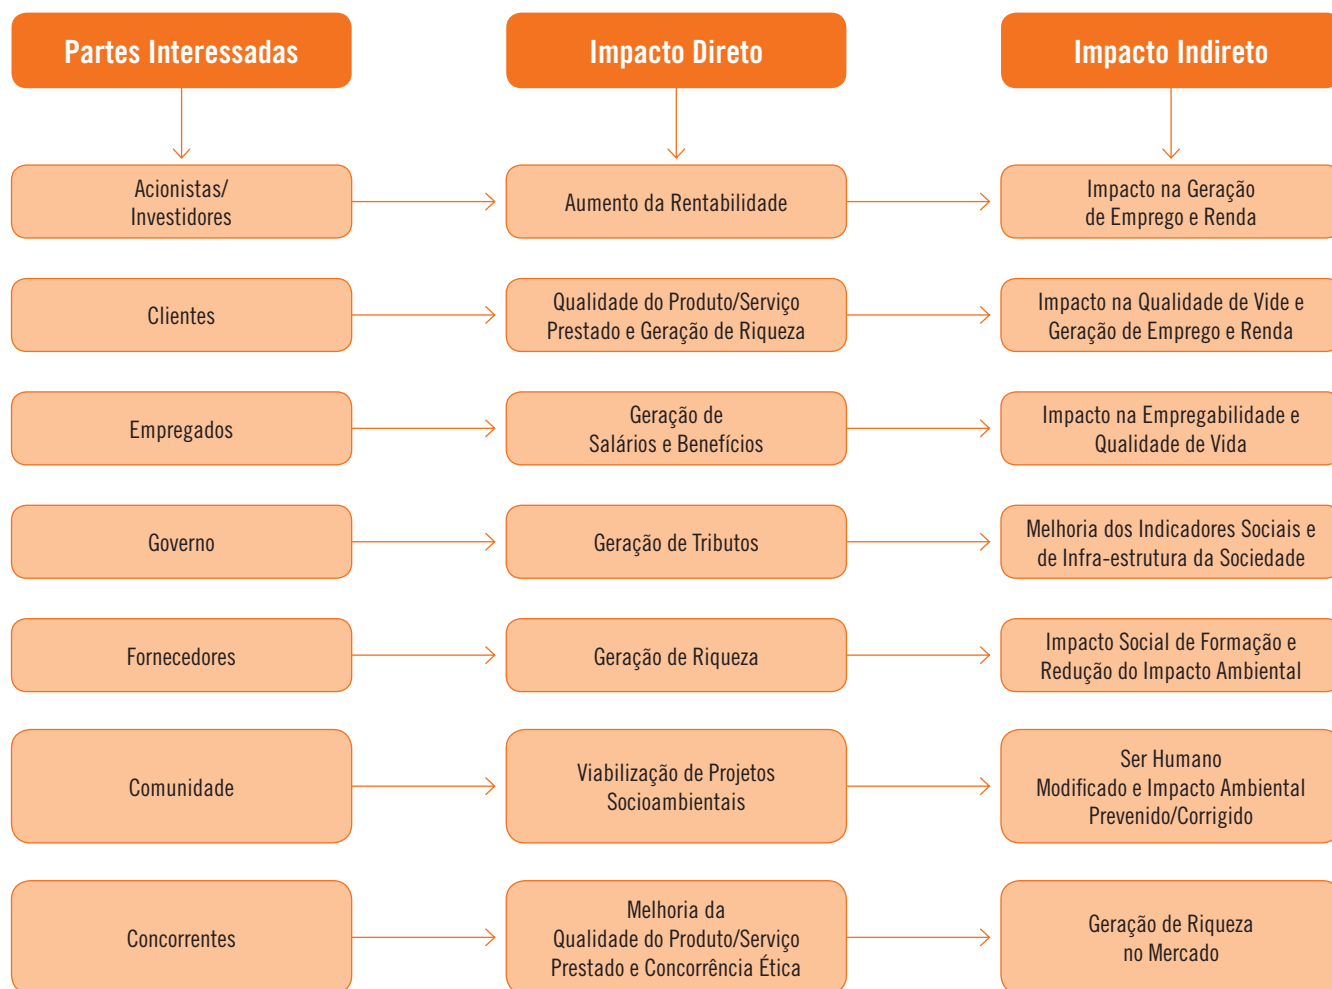 Partes Interessadas
Impacto Direto
Impacto Indireto
Acionistas/
Investidores
Aumento da Rentabilidade
Impacto na Geração
de Emprego e Renda
Clientes
Qualidade do Produto/Serviço
Prestado e Geração de Riqueza
Impacto na Qualidade de Vide e
Geração de Emprego e Renda
Empregados
Geração de
Salários e Benefícios
Impacto na Empregabilidade e
Qualidade de Vida
Governo
Geração de Tributos
Melhoria dos Indicadores Sociais e
de Infra-estrutura da Sociedade
Fornecedores
Geração de Riqueza
Impacto Social de Formação e
Redução do Impacto Ambiental
Comunidade
Viabilização de Projetos
Socioambientais
Ser Humano
Modificado e Impacto Ambiental
Prevenido/Corrigido
Concorrentes
Melhoria da
Qualidade do Produto/Serviço
Prestado e Concorrência Ética
Geração de Riqueza
no Mercado